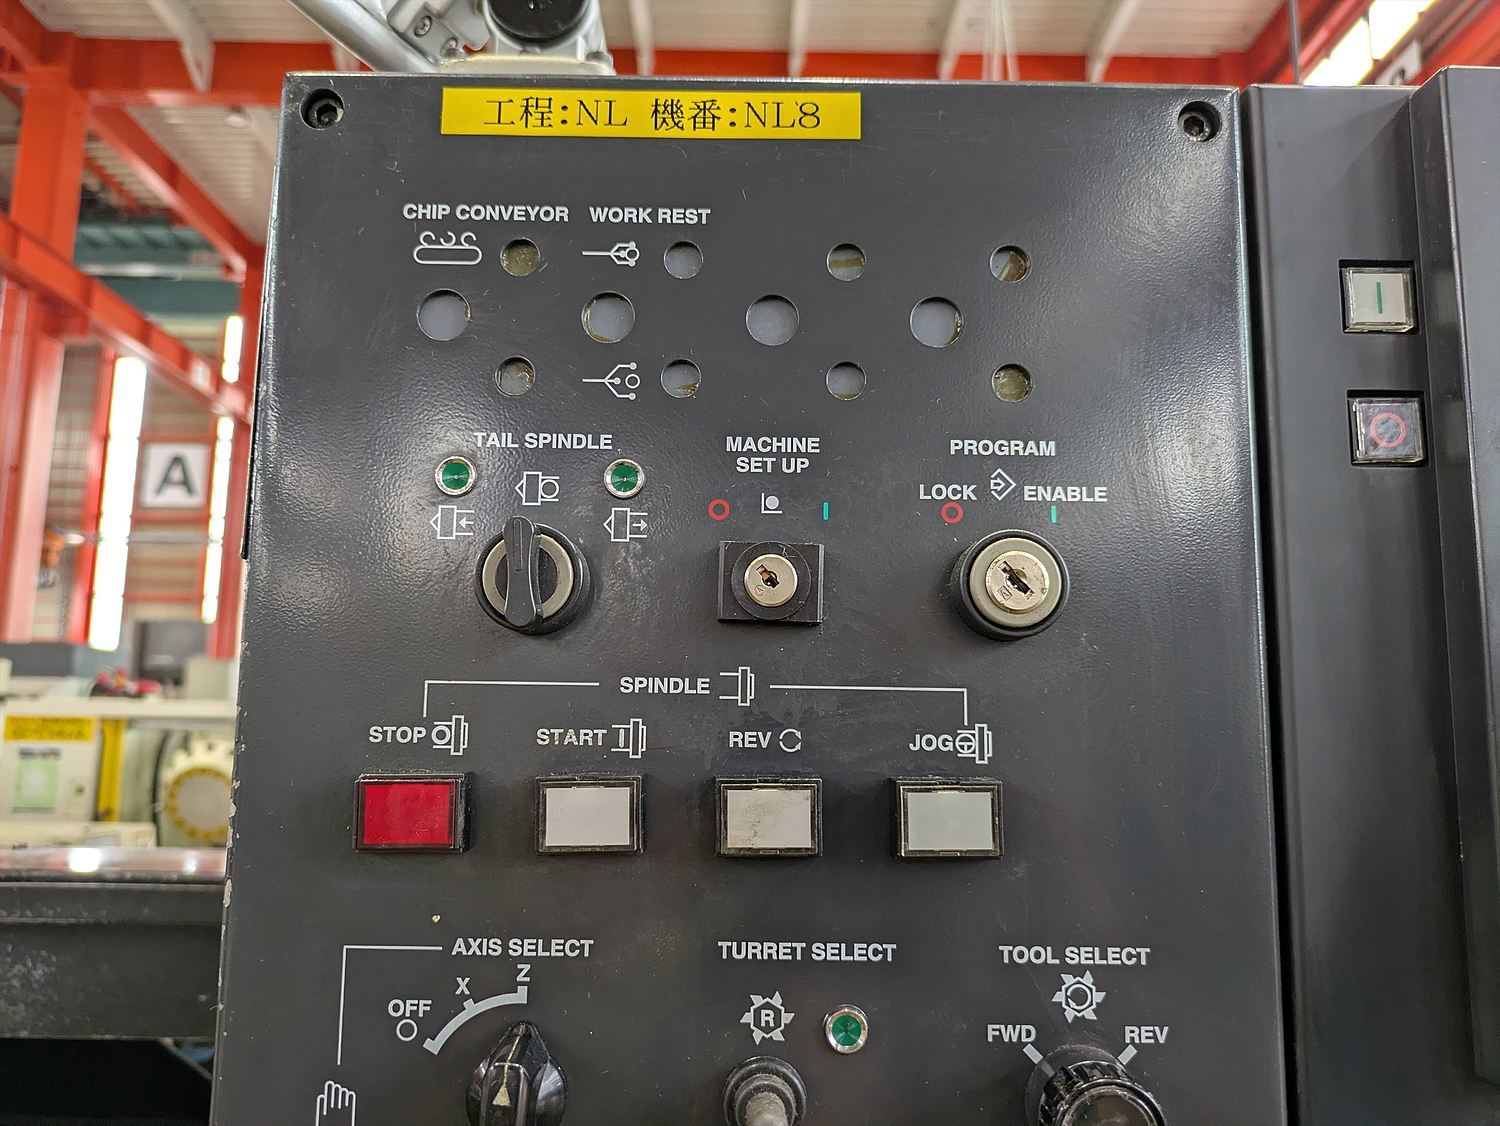 工程:NL 機番:NL8
CHIP CONVEYOR WORK REST
TAIL SPINDLE
MACHINE
SET UP
PROGRAM
LOCK ENABLE
A
SPINDLE
STOP START REV JOG
AXIS SELECT
OFF X Z
TURRET SELECT
R
TOOL SELECT
FWD REV